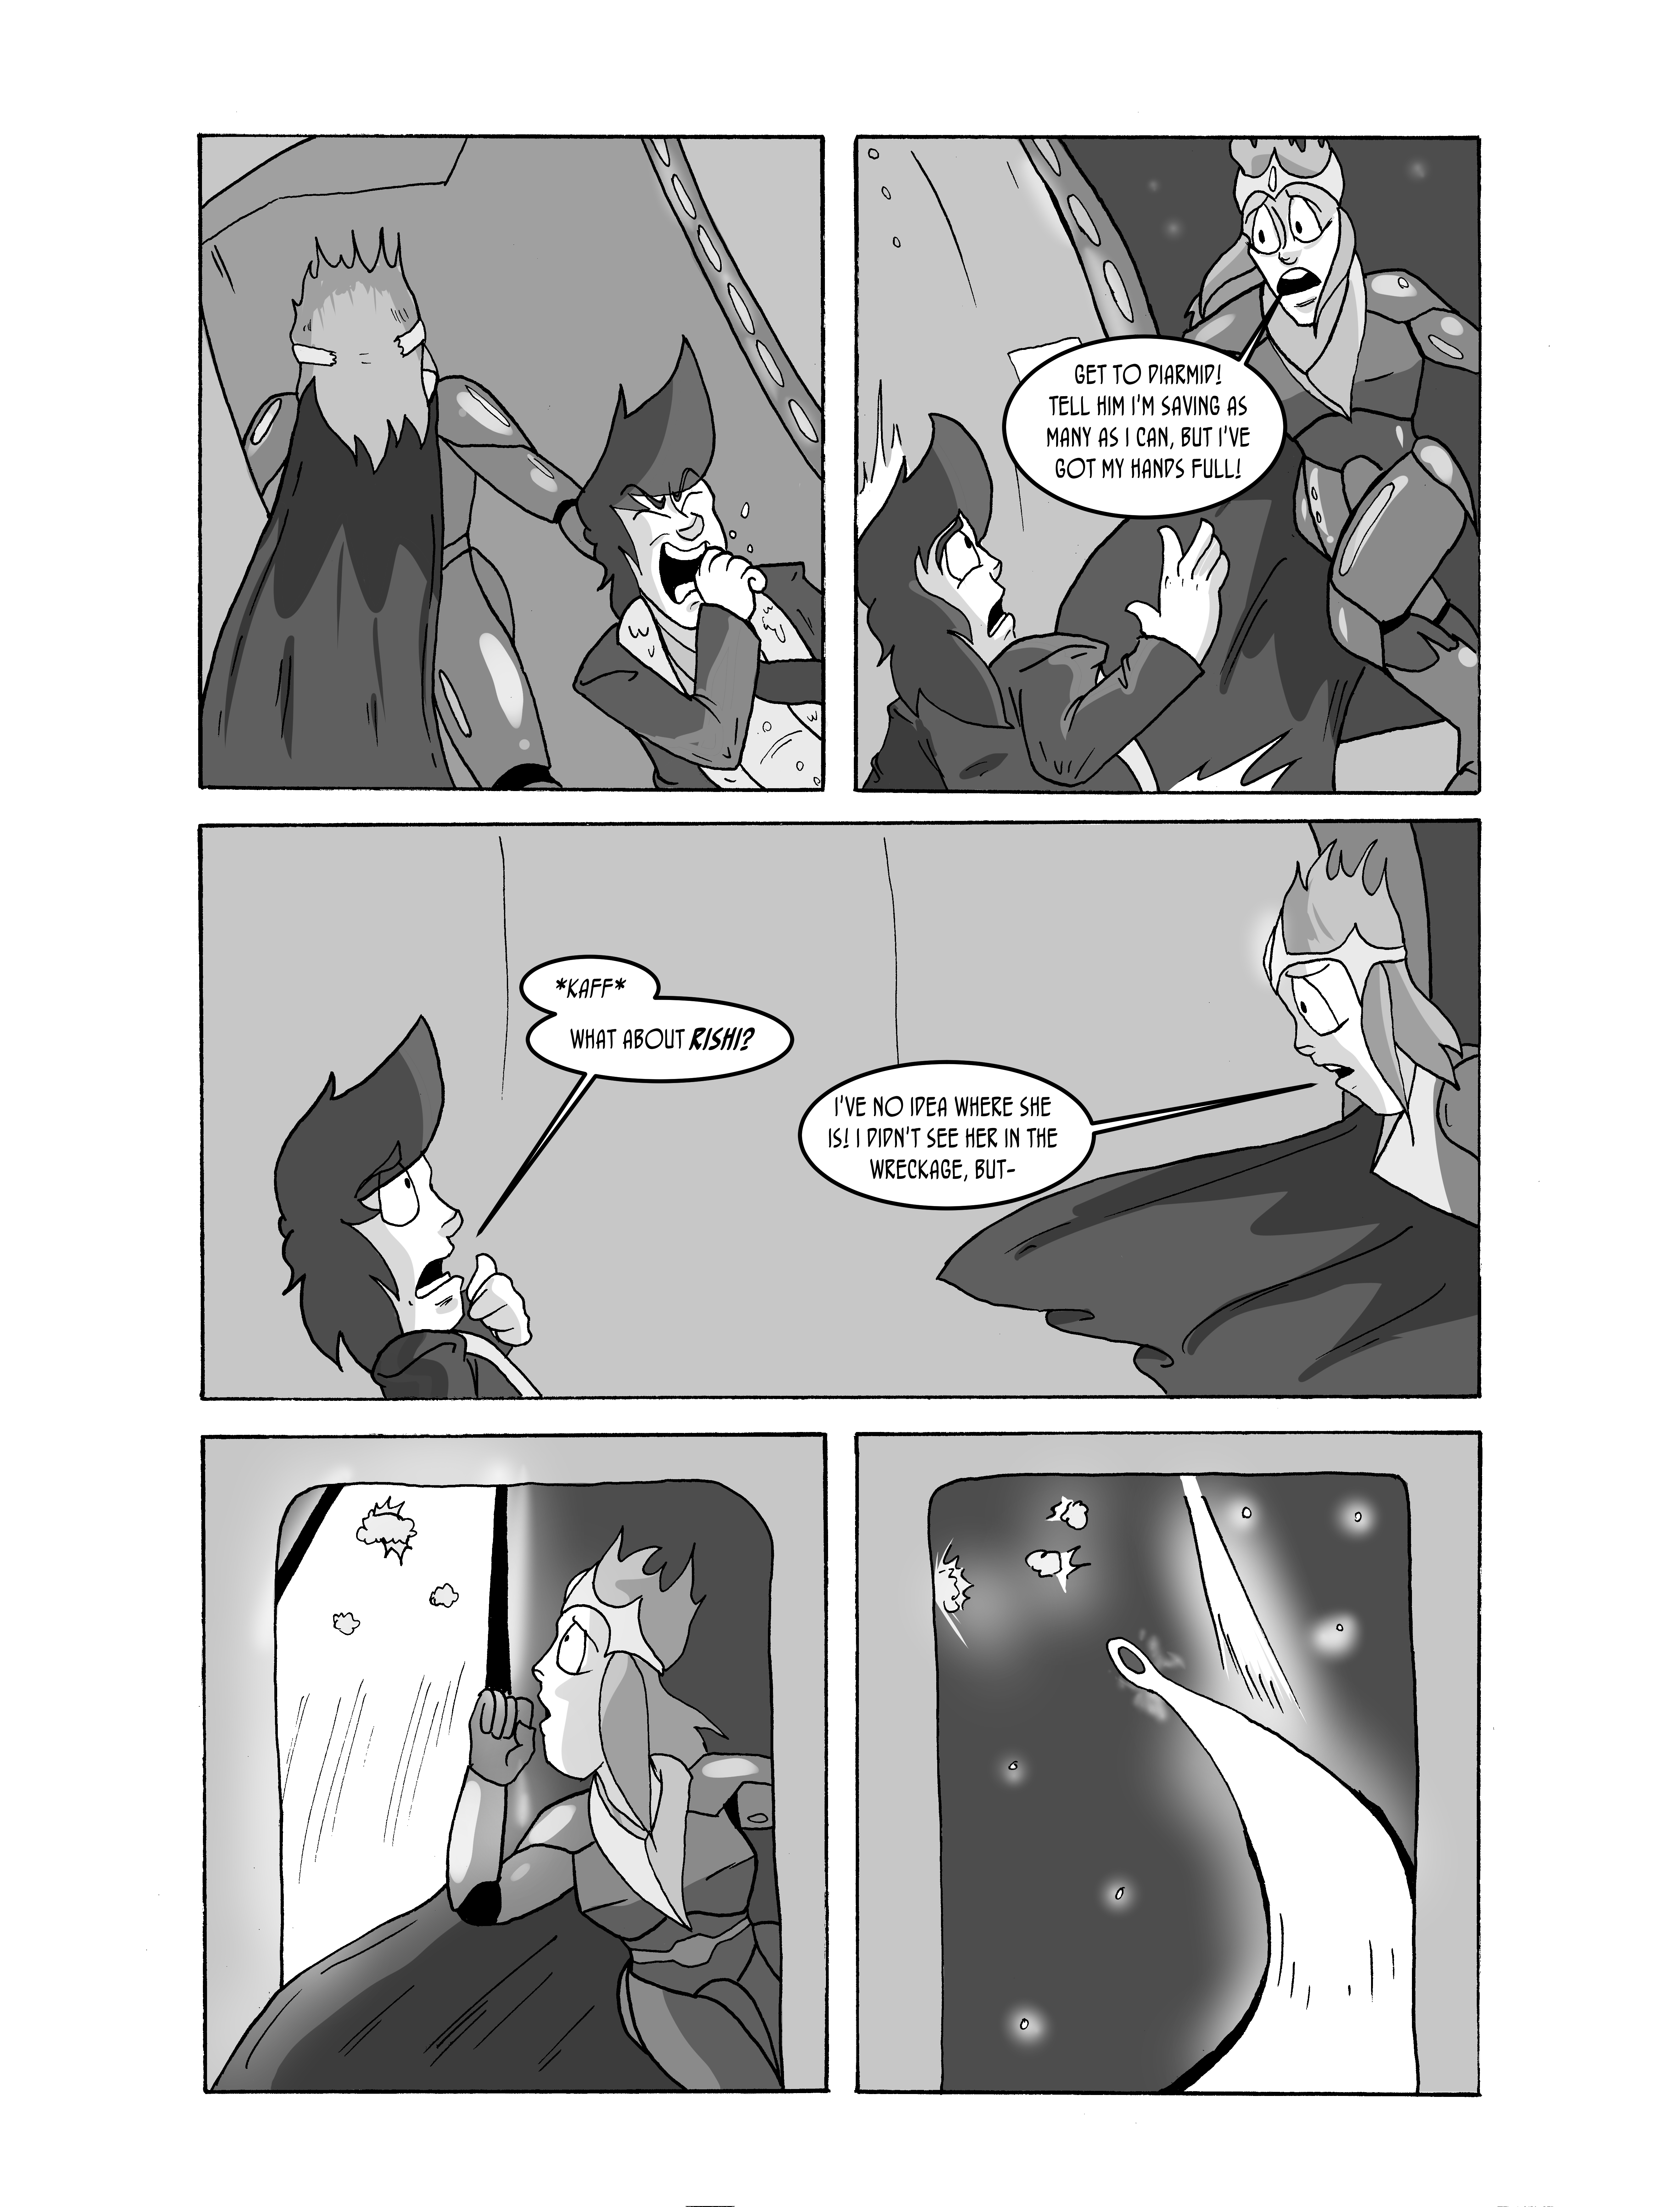 GET TO DIARMID!
TELL HIM I'M SAVING AS
MANY AS I CAN, BUT I'VE
GOT MY HANDS FULL!
*KAFF*
WHAT ABOUT RISHI?
I'VE NO IDEA WHERE SHE
IS! I DIDN'T SEE HER IN THE
WRECKAGE, BUT-